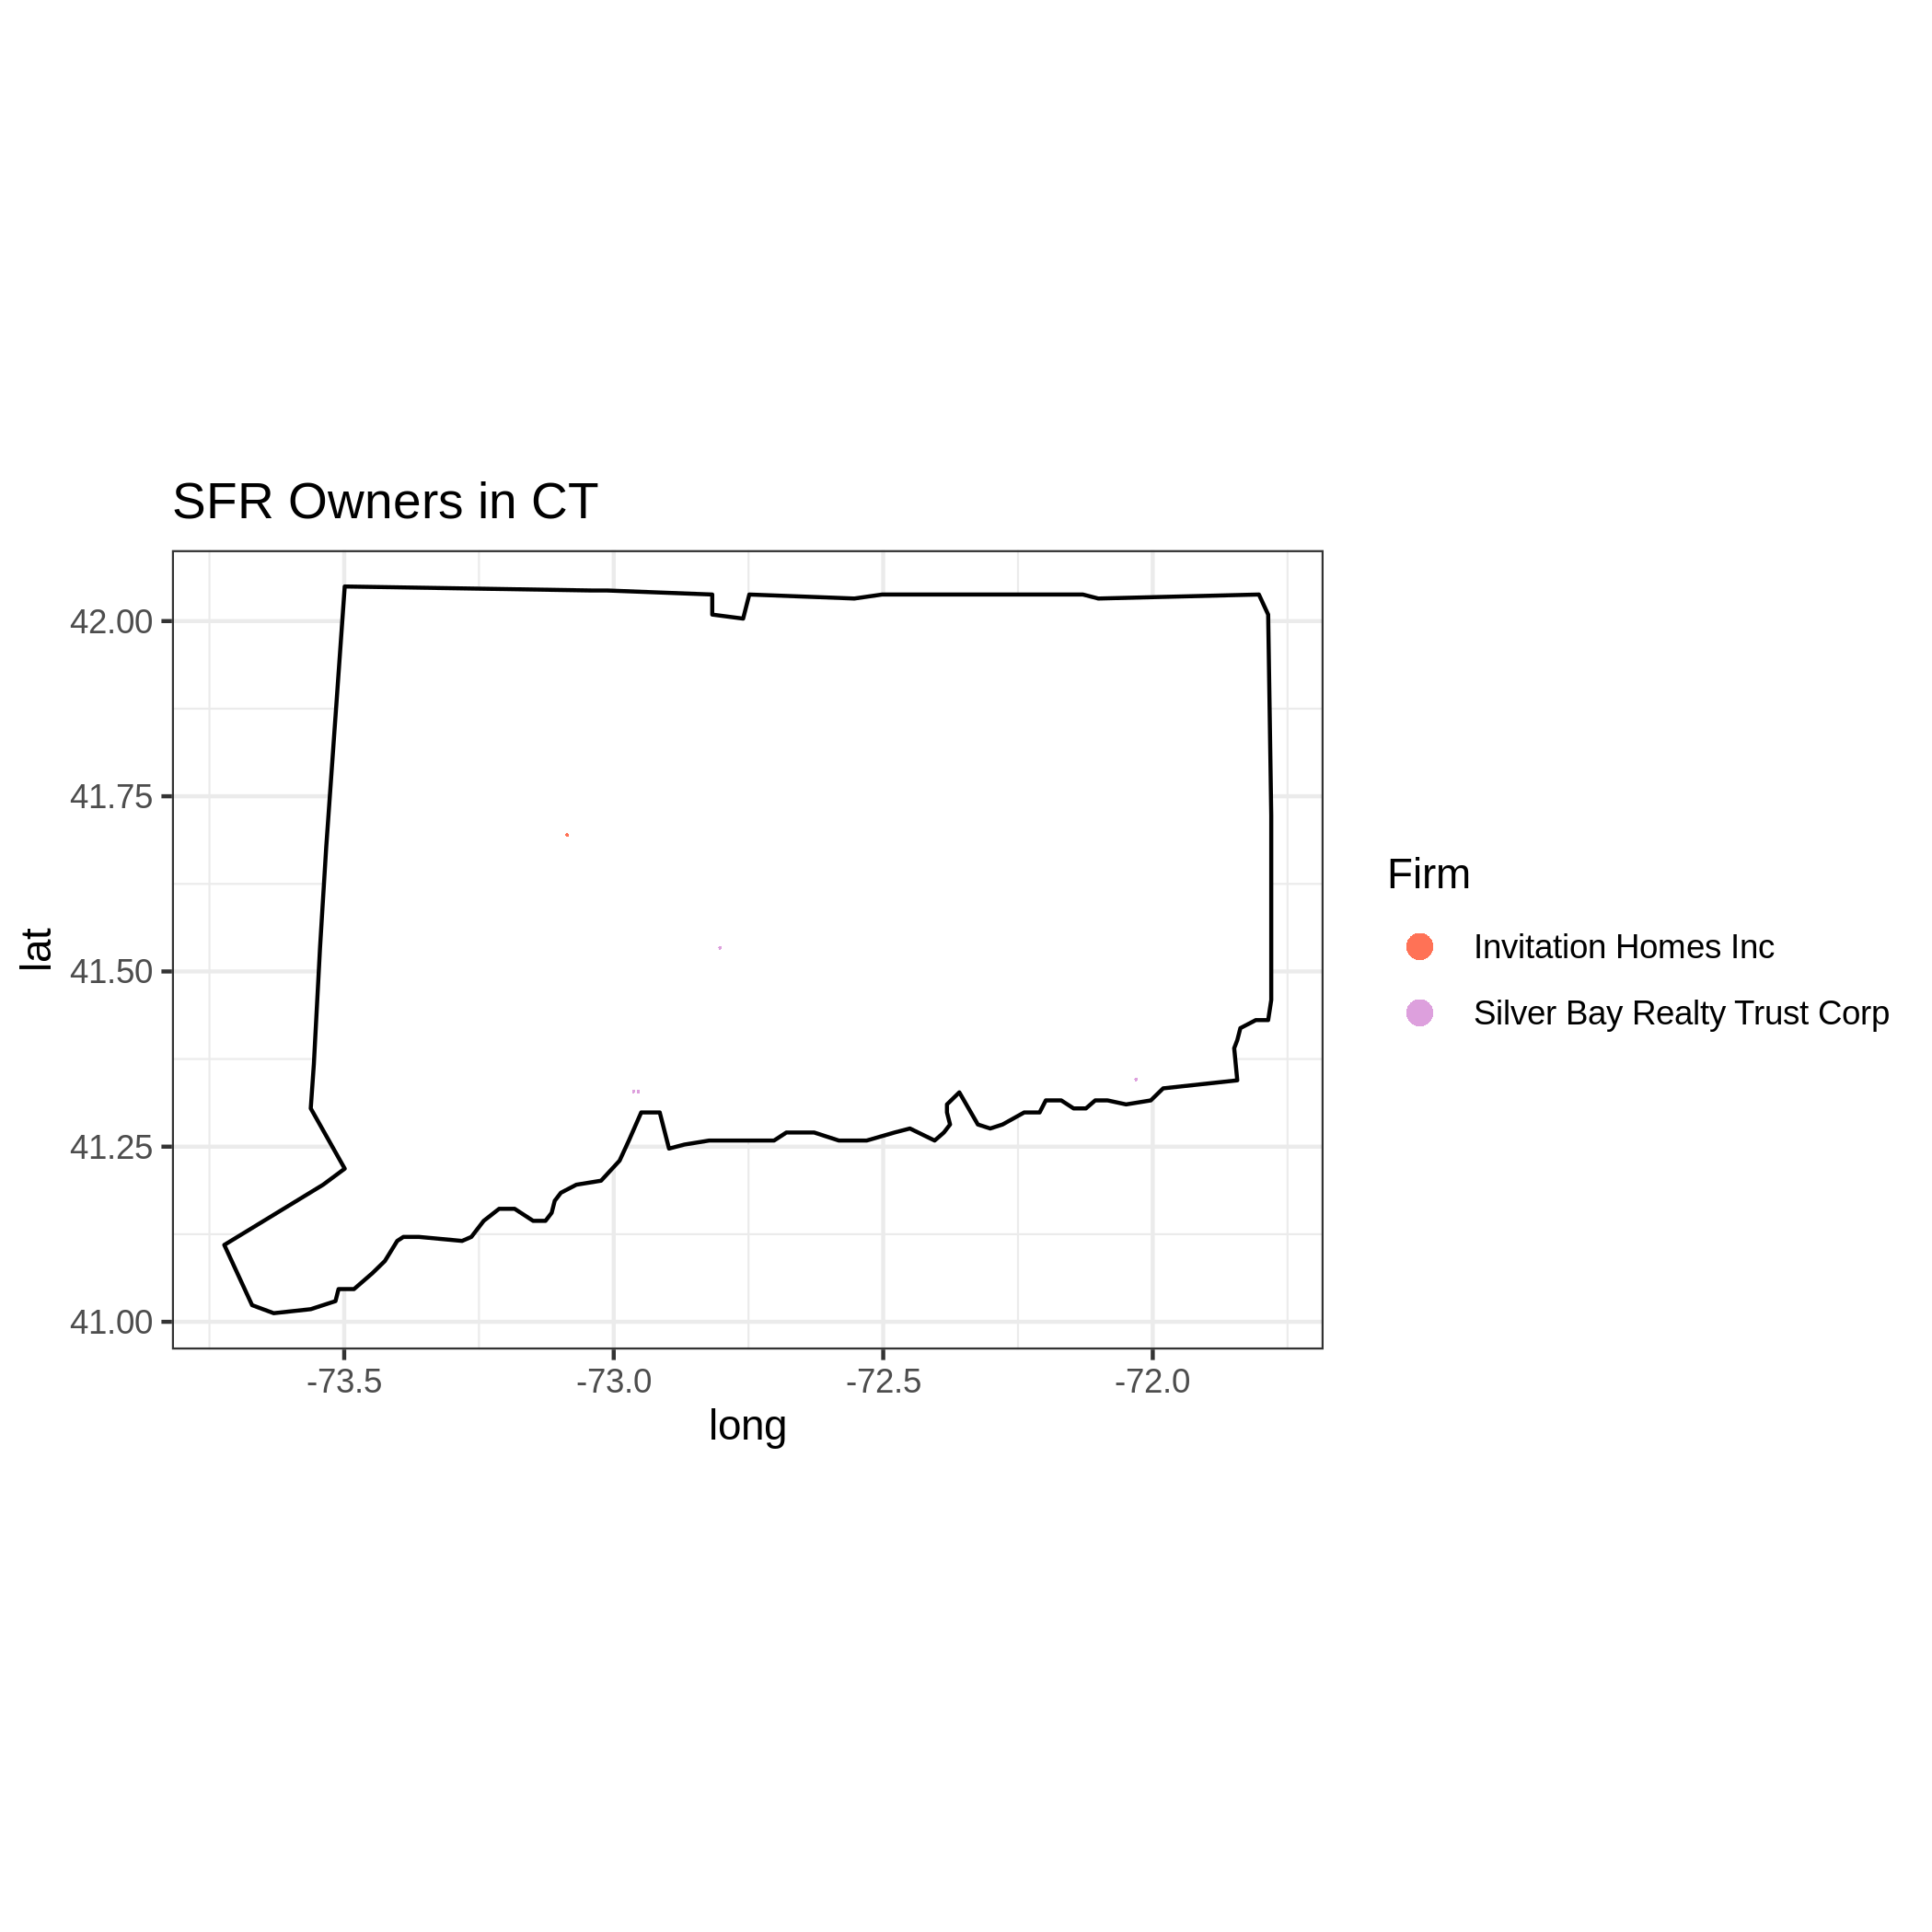 SFR Owners in CT
lat
42.00
41.75
41.50
41.25
41.00
-73.5
-73.0
-72.5
-72.0
long
Firm
Invitation Homes Inc
Silver Bay Realty Trust Corp